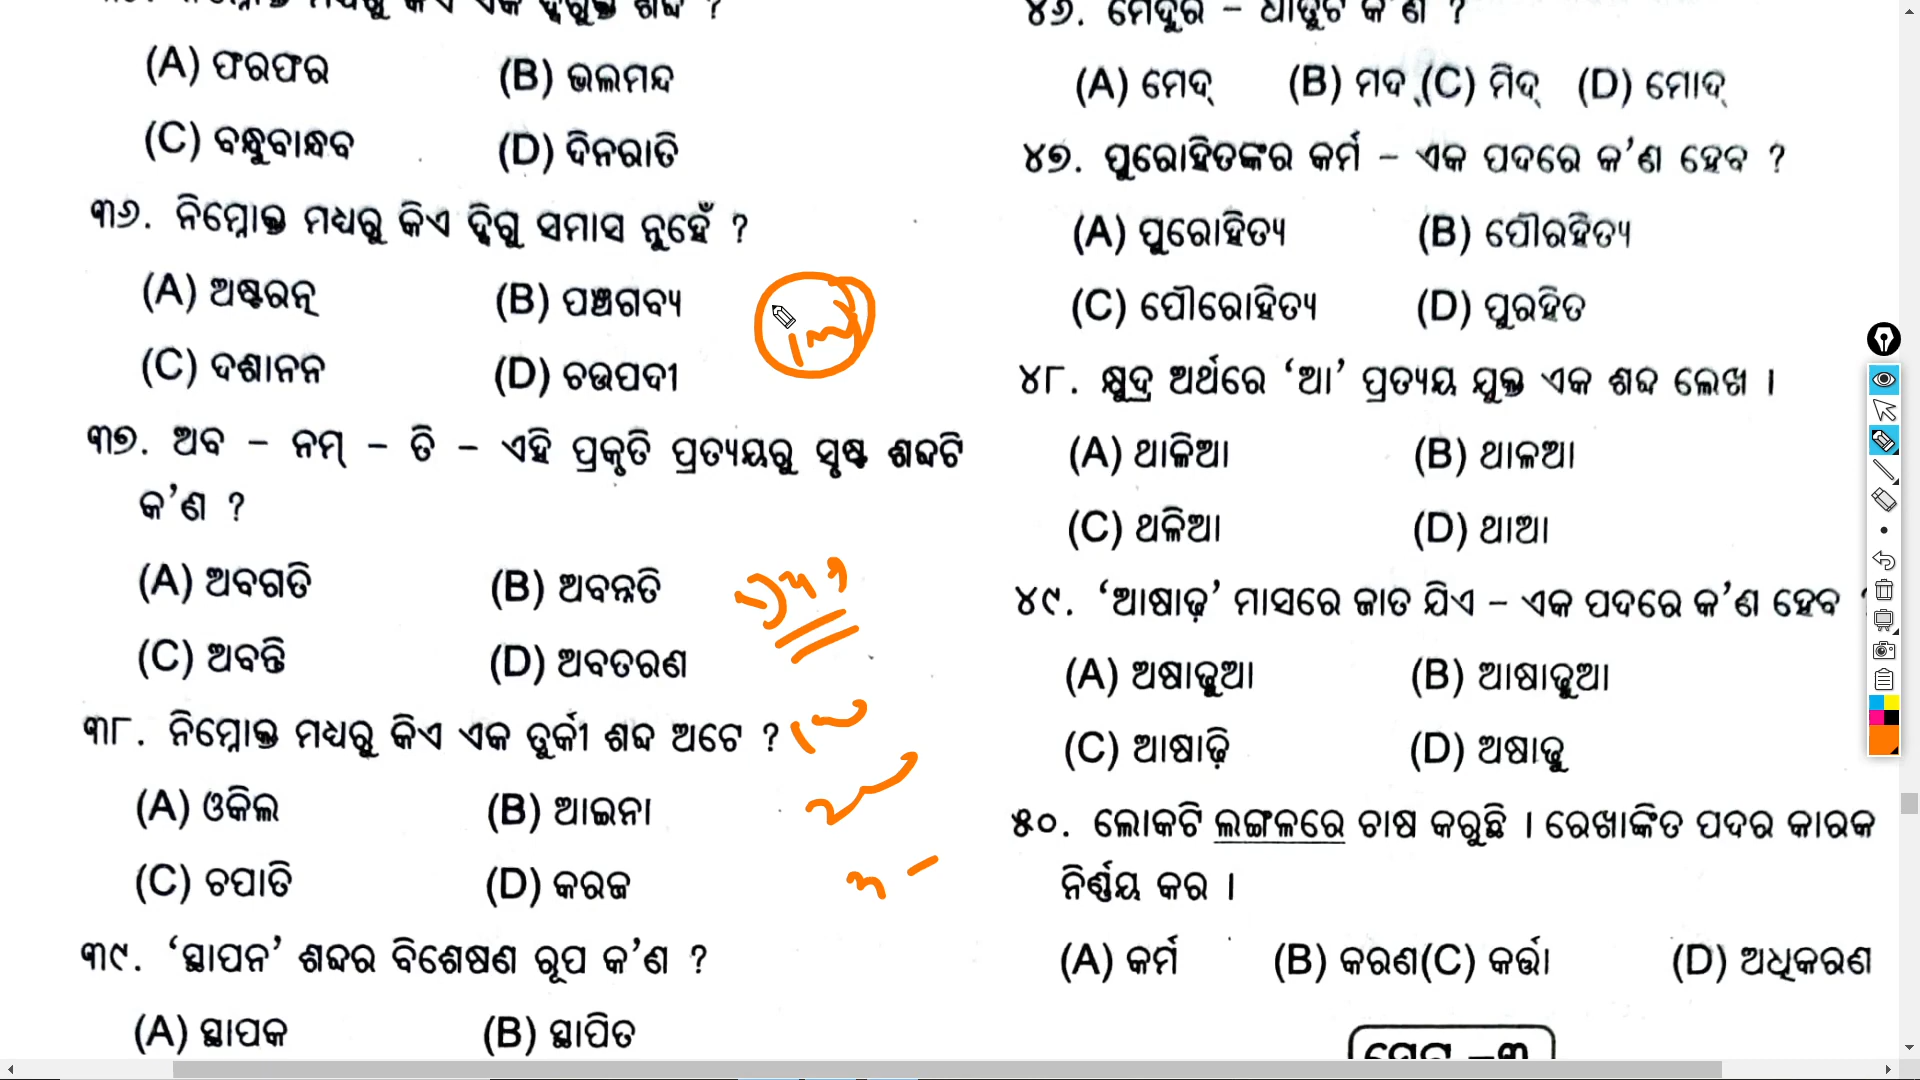 (A) ଫରଫର (B) ଭଲମନ୍ଦ
(C) ବନ୍ଧୁବାନ୍ଧବ (D) ଦିନରାତି
୩୬. ନିମ୍ନୋକ୍ତ ମଧ୍ୟରୁ କିଏ ଦ୍ୱିଗୁ ସମାସ ନୁହେଁ ?
(A) ଅଷ୍ଟରତ୍ନ (B) ପଞ୍ଚଗବ୍ୟ
(C) ଦଶାନନ (D) ଚଉପଦୀ
୩୭. ଅବ – ନମ୍ – ତି – ଏହି ପ୍ରକୃତି ପ୍ରତ୍ୟୟରୁ ସୃଷ୍ଟ ଶବ୍ଦଟି
କ'ଣ ?
(A) ଅବଗତି (B) ଅବନ୍ନତି
(C) ଅବନ୍ତି (D) ଅବତରଣ
୩୮. ନିମ୍ନୋକ୍ତ ମଧ୍ୟରୁ କିଏ ଏକ ତୁର୍କୀ ଶବ୍ଦ ଅଟେ ?
(A) ଓକିଲ (B) ଆଇନା
(C) ଚପାତି (D) କରଜ
୩୯. 'ସ୍ଥାପନ' ଶବ୍ଦର ବିଶେଷଣ ରୂପ କ'ଣ ?
(A) ସ୍ଥାପକ (B) ସ୍ଥାପିତ
୪୬. ମେଦୁର – ଧାତୁଟି କ'ଣ ?
(A) ମେଦ୍ (B) ମଦ୍ (C) ମିଦ୍ (D) ମୋଦ୍
୪୭. ପୁରୋହିତଙ୍କର କର୍ମ – ଏକ ପଦରେ କ'ଣ ହେବ ?
(A) ପୁରୋହିତ୍ୟ (B) ପୌରହିତ୍ୟ
(C) ପୌରୋହିତ୍ୟ (D) ପୁରହିତ
୪୮. କ୍ଷୁଦ୍ର ଅର୍ଥରେ 'ଆ' ପ୍ରତ୍ୟୟ ଯୁକ୍ତ ଏକ ଶବ୍ଦ ଲେଖ ।
(A) ଥାଳିଆ (B) ଥାଳଆ
(C) ଥଳିଆ (D) ଥାଆ
୪୯. 'ଆଷାଢ଼' ମାସରେ ଜାତ ଯିଏ – ଏକ ପଦରେ କ'ଣ ହେବ ?
(A) ଅଷାଢୁଆ (B) ଆଷାଢୁଆ
(C) ଆଷାଢ଼ି (D) ଅଷାଢୁ
୫୦. ଲୋକଟି ଲଙ୍ଗଳରେ ଚାଷ କରୁଛି । ରେଖାଙ୍କିତ ପଦର କାରକ
ନିର୍ଣ୍ଣୟ କର ।
(A) କର୍ମ (B) କରଣ (C) କର୍ତ୍ତା (D) ଅଧିକରଣ